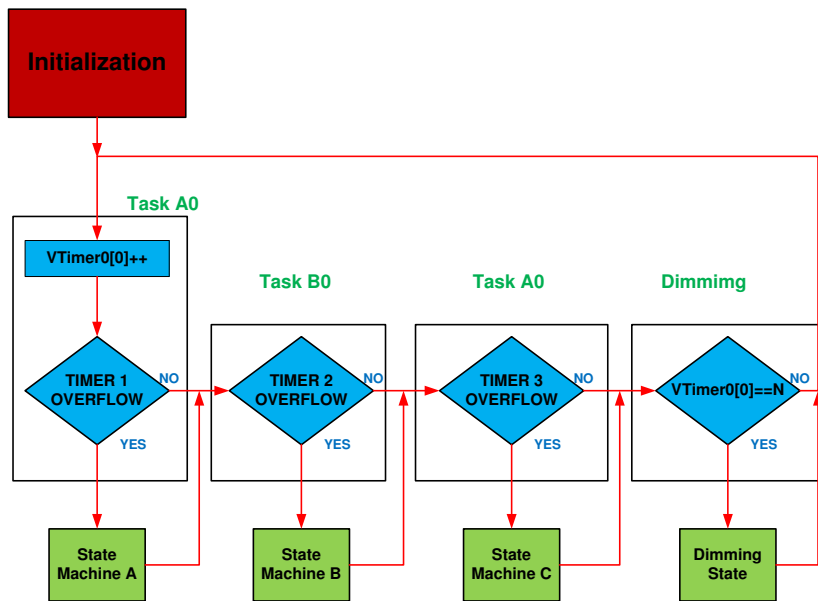 Initialization
Task A0
VTimer0[0]++
Task B0
Task A0
Dimmimg
TIMER 1
OVERFLOW
NO
YES
TIMER 2
OVERFLOW
NO
YES
TIMER 3
OVERFLOW
NO
YES
VTimer0[0]==N
NO
YES
State
Machine A
State
Machine B
State
Machine C
Dimming
State